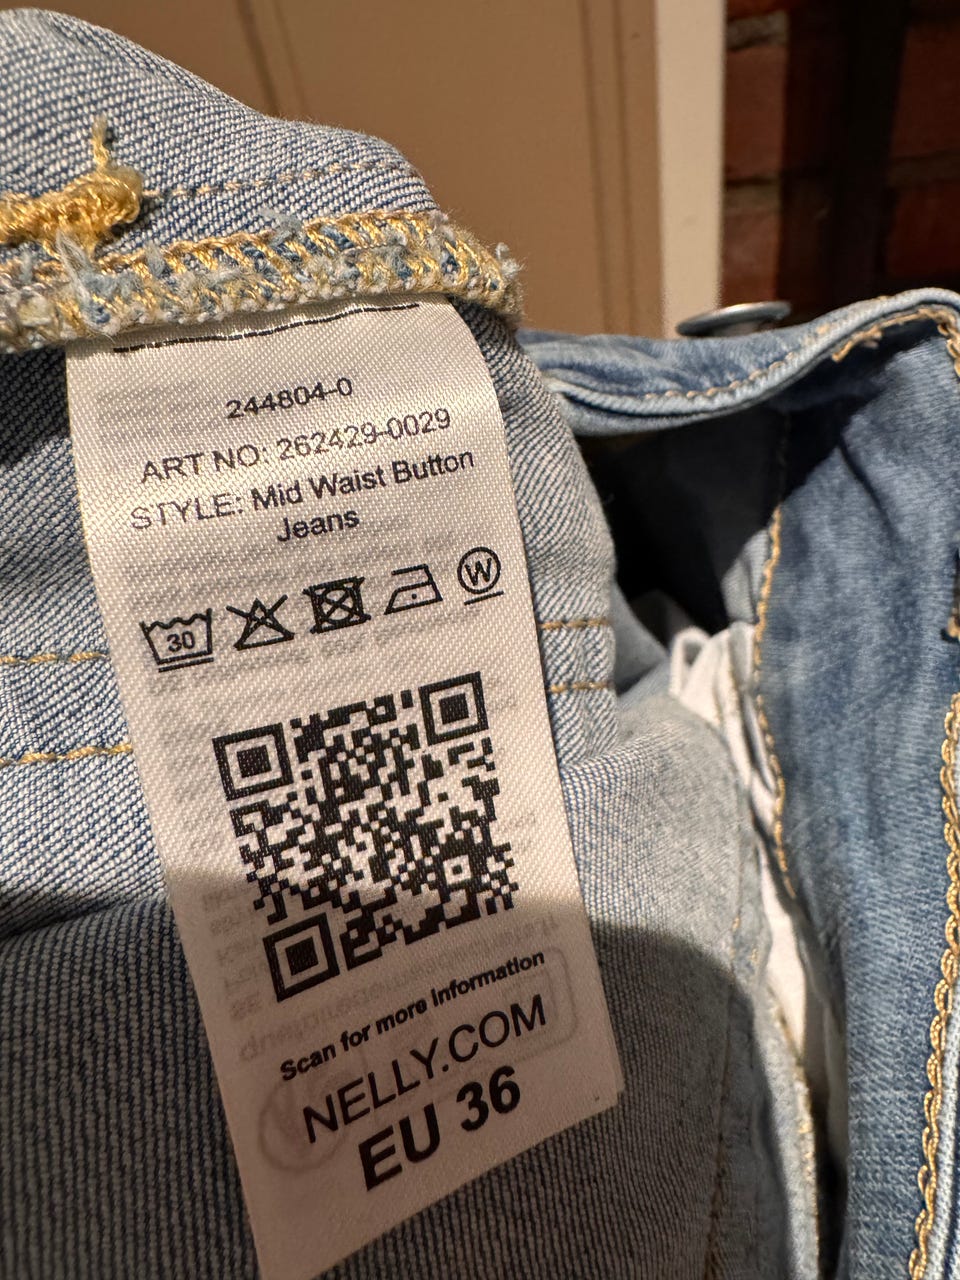 244804-0
ART NO: 262429-0029
STYLE: Mid Waist Button
Jeans
30
W
Scan for more information
NELLY.COM
EU 36